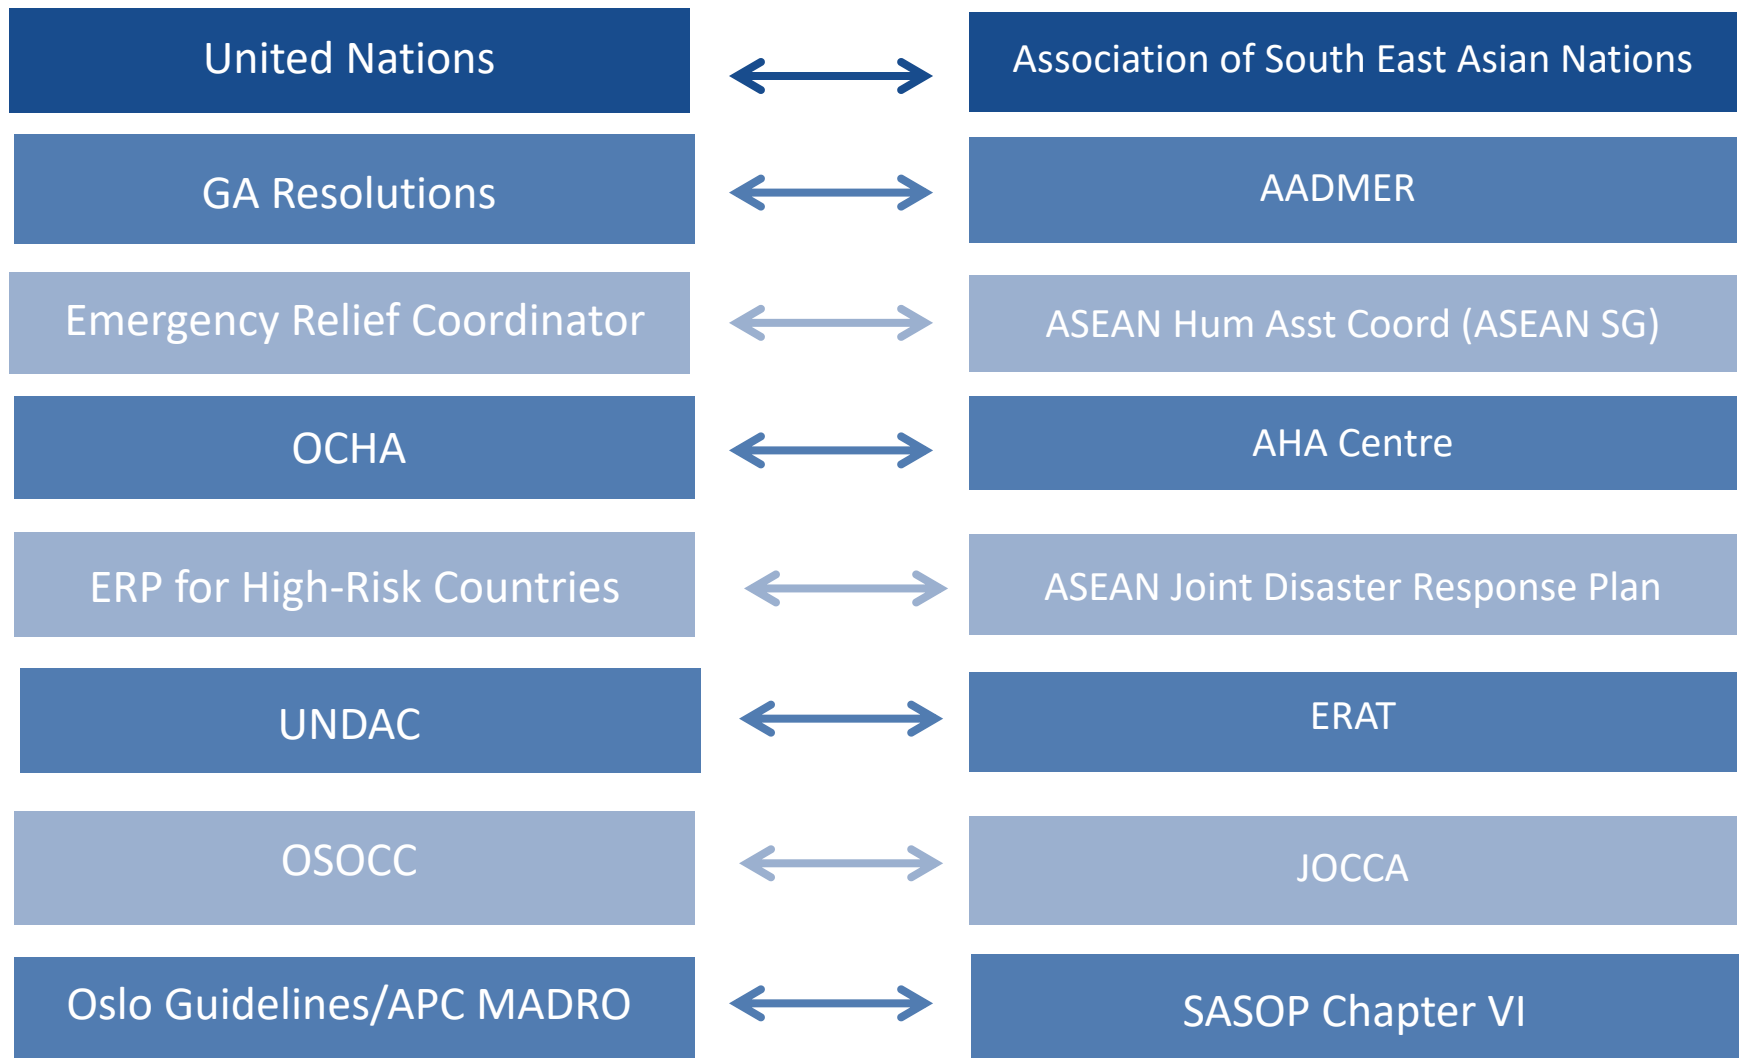 United Nations
Association of South East Asian Nations
GA Resolutions
AADMER
Emergency Relief Coordinator
ASEAN Hum Asst Coord (ASEAN SG)
OCHA
AHA Centre
ERP for High-Risk Countries
ASEAN Joint Disaster Response Plan
UNDAC
ERAT
OSOCC
JOCCA
Oslo Guidelines/APC MADRO
SASOP Chapter VI